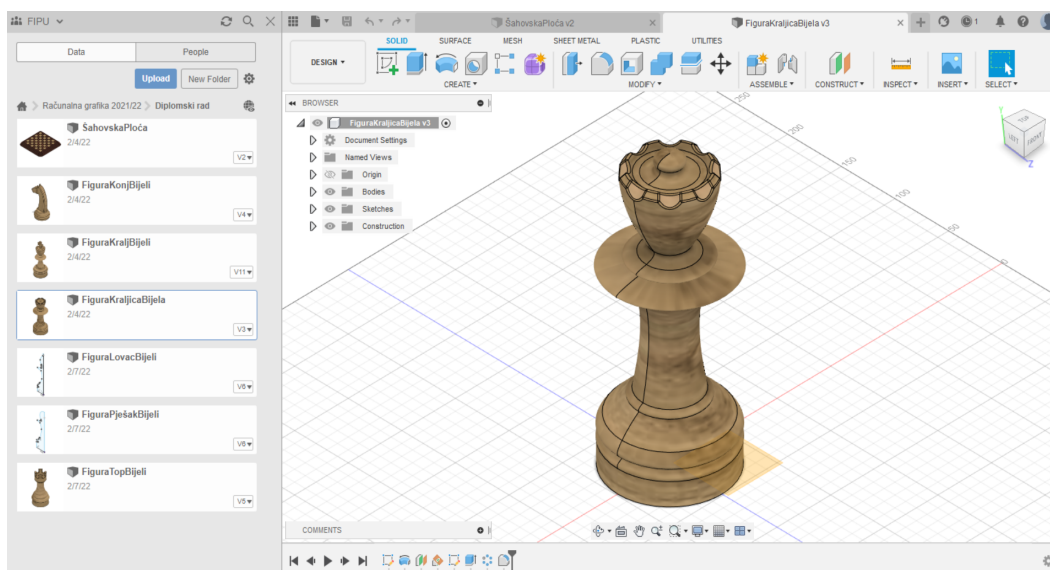 FIPU
ŠahovskaPloča v2
FiguraKraljicaBijela v3
1
Data
People
Upload
New Folder
Računalna grafika 2021/22
Diplomski rad
ŠahovskaPloča
2/4/22
V2
FiguraKonjBijeli
2/4/22
V4
FiguraKraljBijeli
2/4/22
V11
FiguraKraljicaBijela
2/4/22
V3
FiguraLovacBijeli
2/7/22
V6
FiguraPješakBijeli
2/7/22
V6
FiguraTopBijeli
2/7/22
V5
DESIGN
SOLID
SURFACE
MESH
SHEET METAL
PLASTIC
UTILITIES
CREATE
MODIFY
ASSEMBLE
CONSTRUCT
INSPECT
INSERT
SELECT
BROWSER
FiguraKraljicaBijela v3
Document Settings
Named Views
Origin
Bodies
Sketches
Construction
250
200
150
100
50
TOP
LEFT
FRONT
Y
Z
COMMENTS